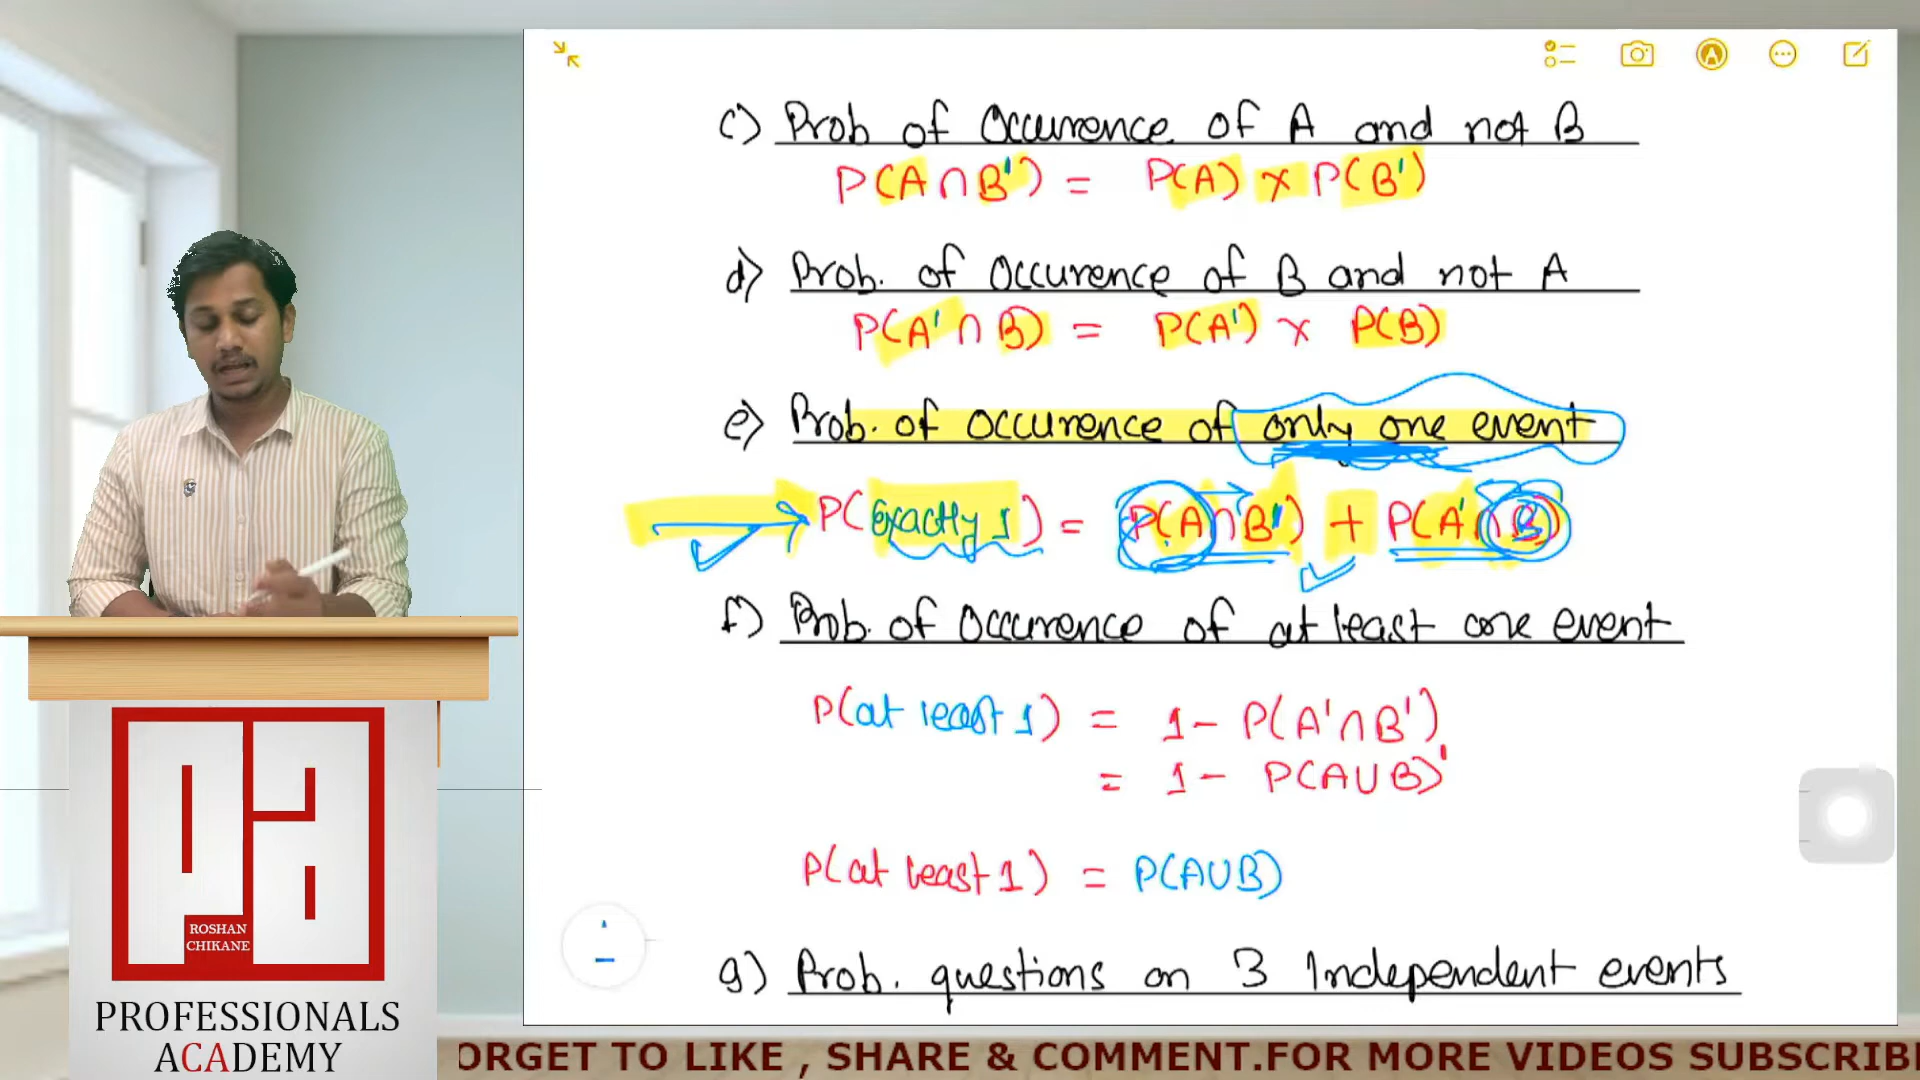 c) Prob of Occurence of A and not B
P(A∩B') = P(A) × P(B')
d) Prob. of Occurence of B and not A
P(A'∩B) = P(A') × P(B)
e) Prob. of Occurence of only one event
P(exactly 1) = P(A∩B') + P(A'∩B)
f) Prob. of Occurence of at least one event
P(at least 1) = 1 - P(A'∩B')
= 1 - P(A∪B)'
P(at least 1) = P(A∪B)
g) Prob. questions on 3 Independent events
ROSHAN
CHIKANE
PROFESSIONALS
ACADEMY
ORGET TO LIKE , SHARE & COMMENT.FOR MORE VIDEOS SUBSCRIB